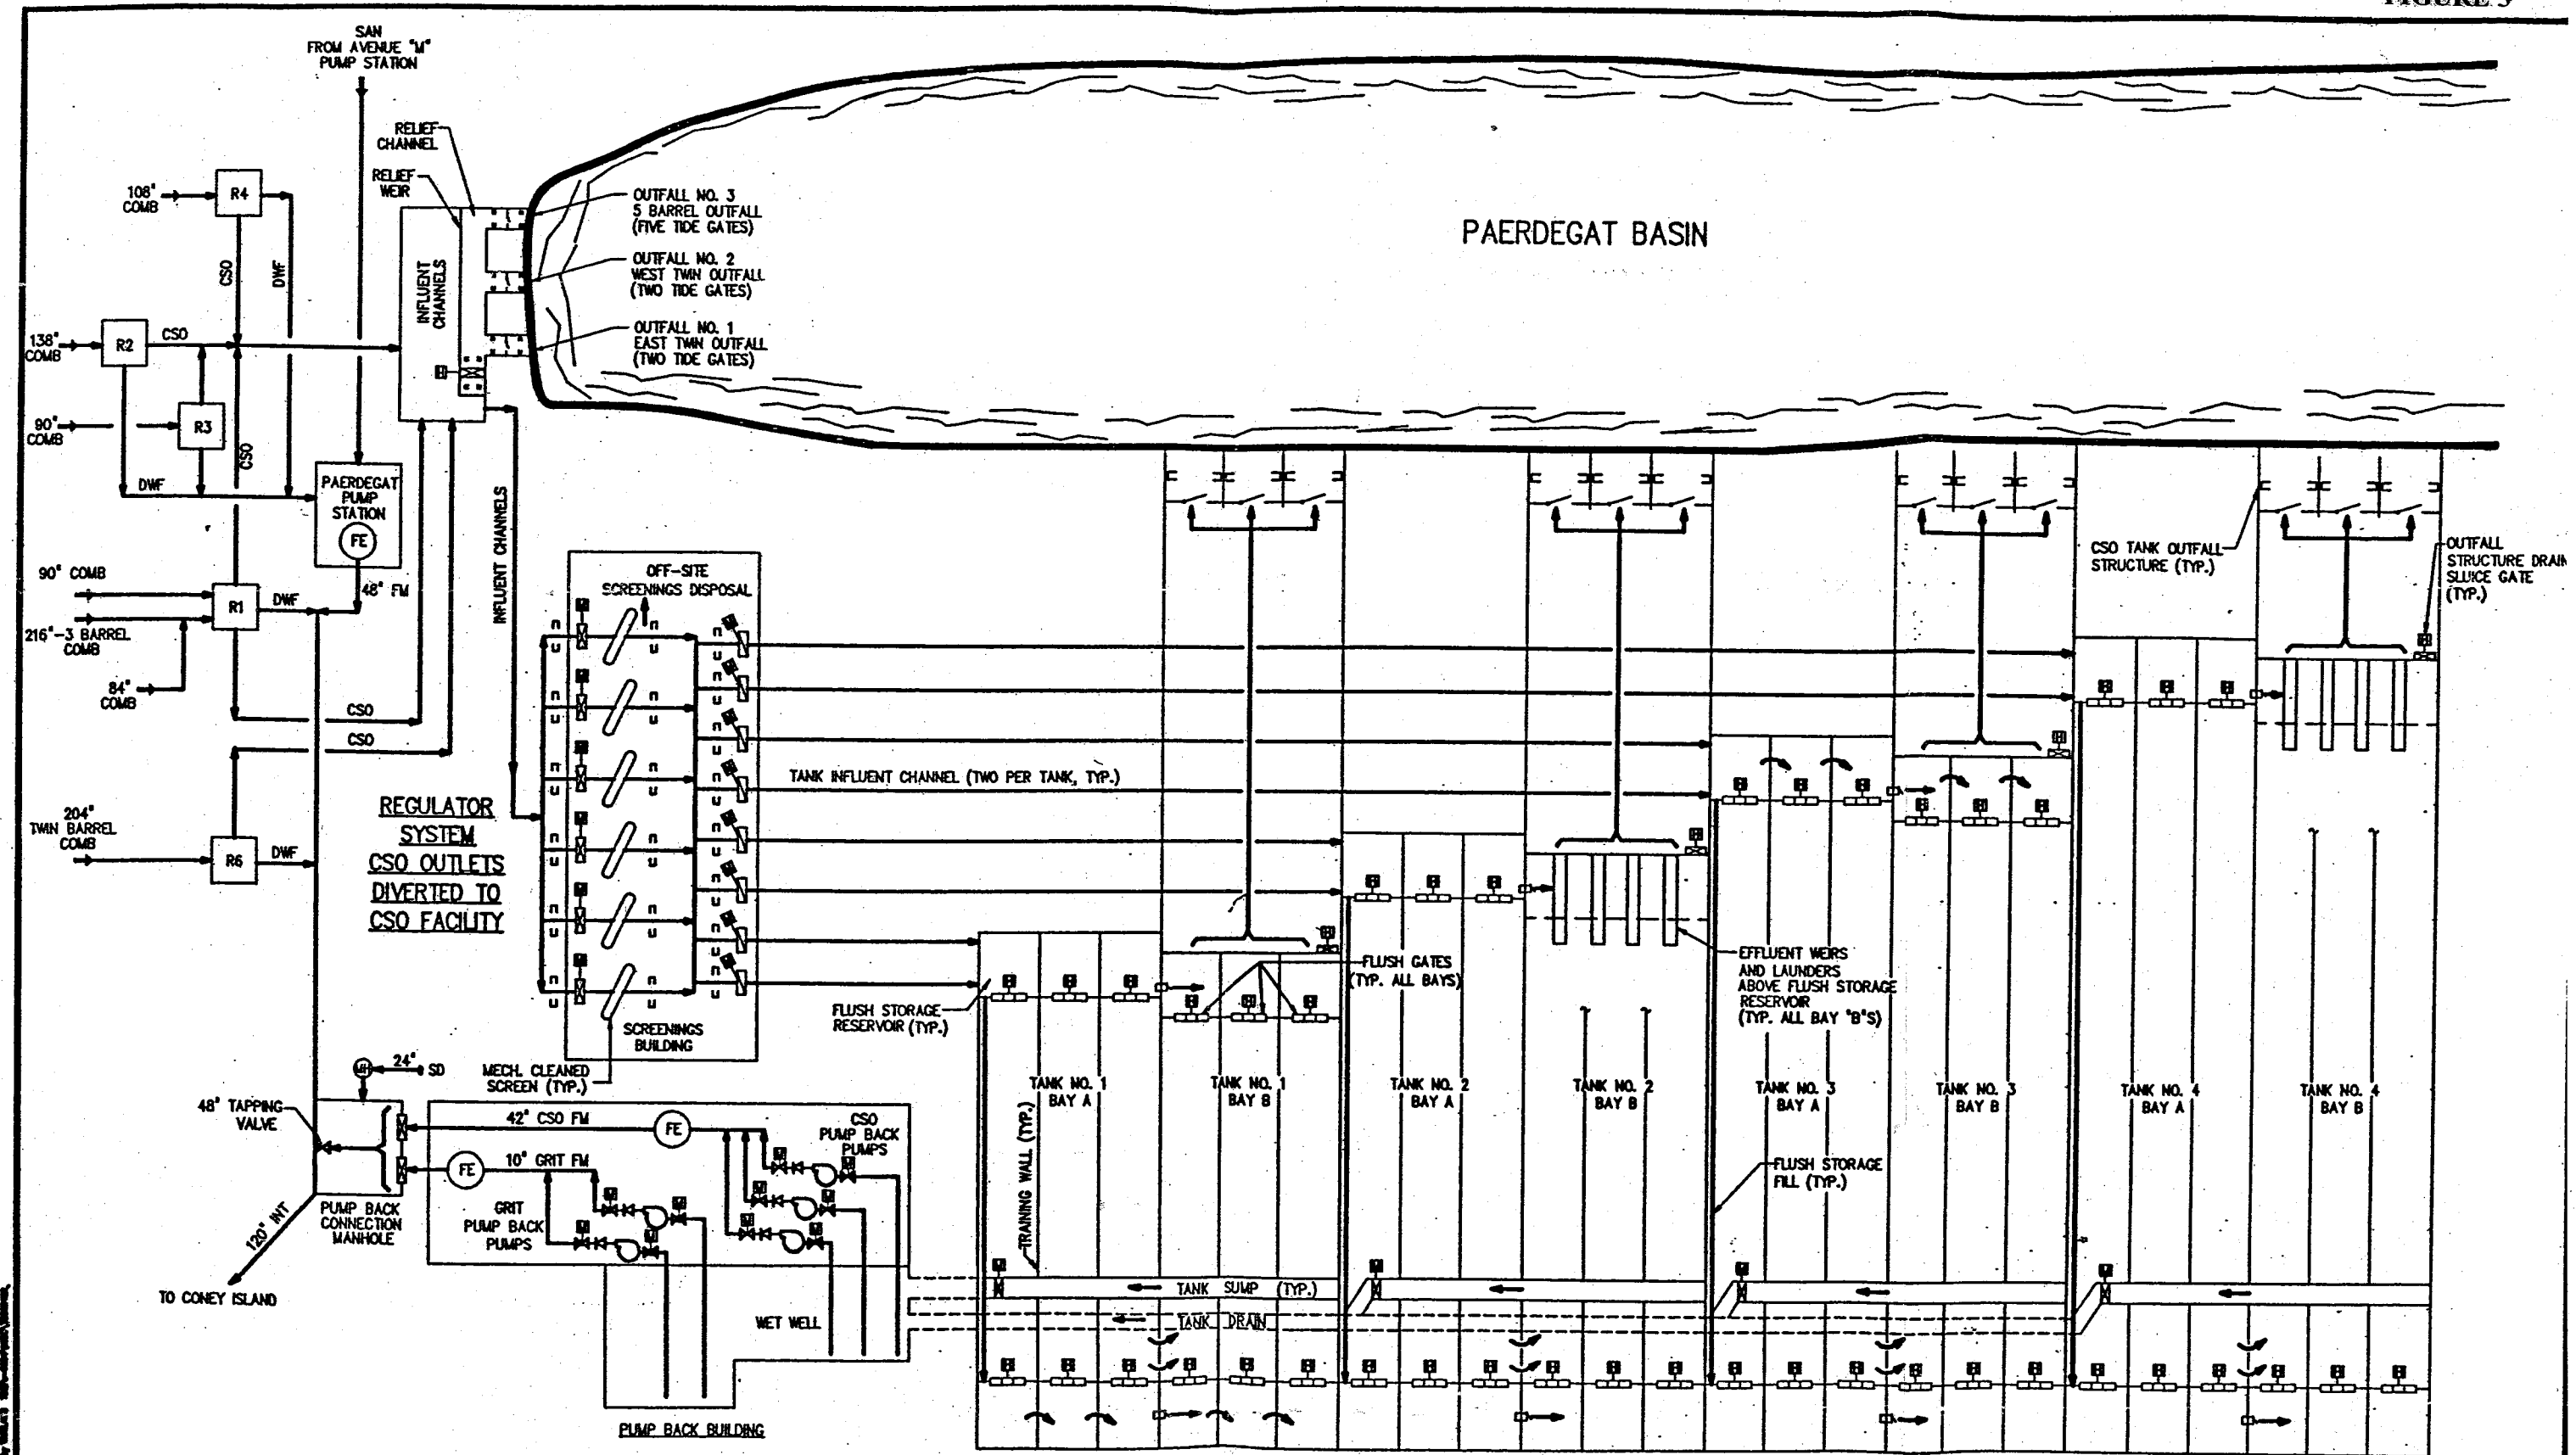 FIGURE 5
SAN
FROM AVENUE "M"
PUMP STATION
RELIEF
CHANNEL
RELIEF
WEIR
108"
COMB
R4
CSO
DWF
INFLUENT
CHANNELS
OUTFALL NO. 3
5 BARREL OUTFALL
(FIVE TIDE GATES)
OUTFALL NO. 2
WEST TWIN OUTFALL
(TWO TIDE GATES)
OUTFALL NO. 1
EAST TWIN OUTFALL
(TWO TIDE GATES)
PAERDEGAT BASIN
138"
COMB
R2
CSO
90"
COMB
R3
CSO
DWF
PAERDEGAT
PUMP
STATION
FE
48" FM
90" COMB
R1
DWF
216"-3 BARREL
COMB
84"
COMB
CSO
CSO
204"
TWIN BARREL
COMB
R6
DWF
REGULATOR
SYSTEM
CSO OUTLETS
DIVERTED TO
CSO FACILITY
INFLUENT CHANNELS
OFF-SITE
SCREENINGS DISPOSAL
SCREENINGS
BUILDING
MECH. CLEANED
SCREEN (TYP.)
TANK INFLUENT CHANNEL (TWO PER TANK, TYP.)
CSO TANK OUTFALL
STRUCTURE (TYP.)
OUTFALL
STRUCTURE DRAIN
SLUICE GATE
(TYP.)
FLUSH STORAGE
RESERVOIR (TYP.)
FLUSH GATES
(TYP. ALL BAYS)
EFFLUENT WEIRS
AND LAUNDERS
ABOVE FLUSH STORAGE
RESERVOIR
(TYP. ALL BAY "B"S)
TANK NO. 1
BAY A
TANK NO. 1
BAY B
TANK NO. 2
BAY A
TANK NO. 2
BAY B
TANK NO. 3
BAY A
TANK NO. 3
BAY B
TANK NO. 4
BAY A
TANK NO. 4
BAY B
TRAINING WALL (TYP.)
FLUSH STORAGE
FILL (TYP.)
MH
24" SD
48" TAPPING
VALVE
42" CSO FM
FE
CSO
PUMP BACK
PUMPS
FE
10" GRIT FM
GRIT
PUMP BACK
PUMPS
PUMP BACK
CONNECTION
MANHOLE
120" INT
TO CONEY ISLAND
WET WELL
TANK SUMP (TYP.)
TANK DRAIN
PUMP BACK BUILDING